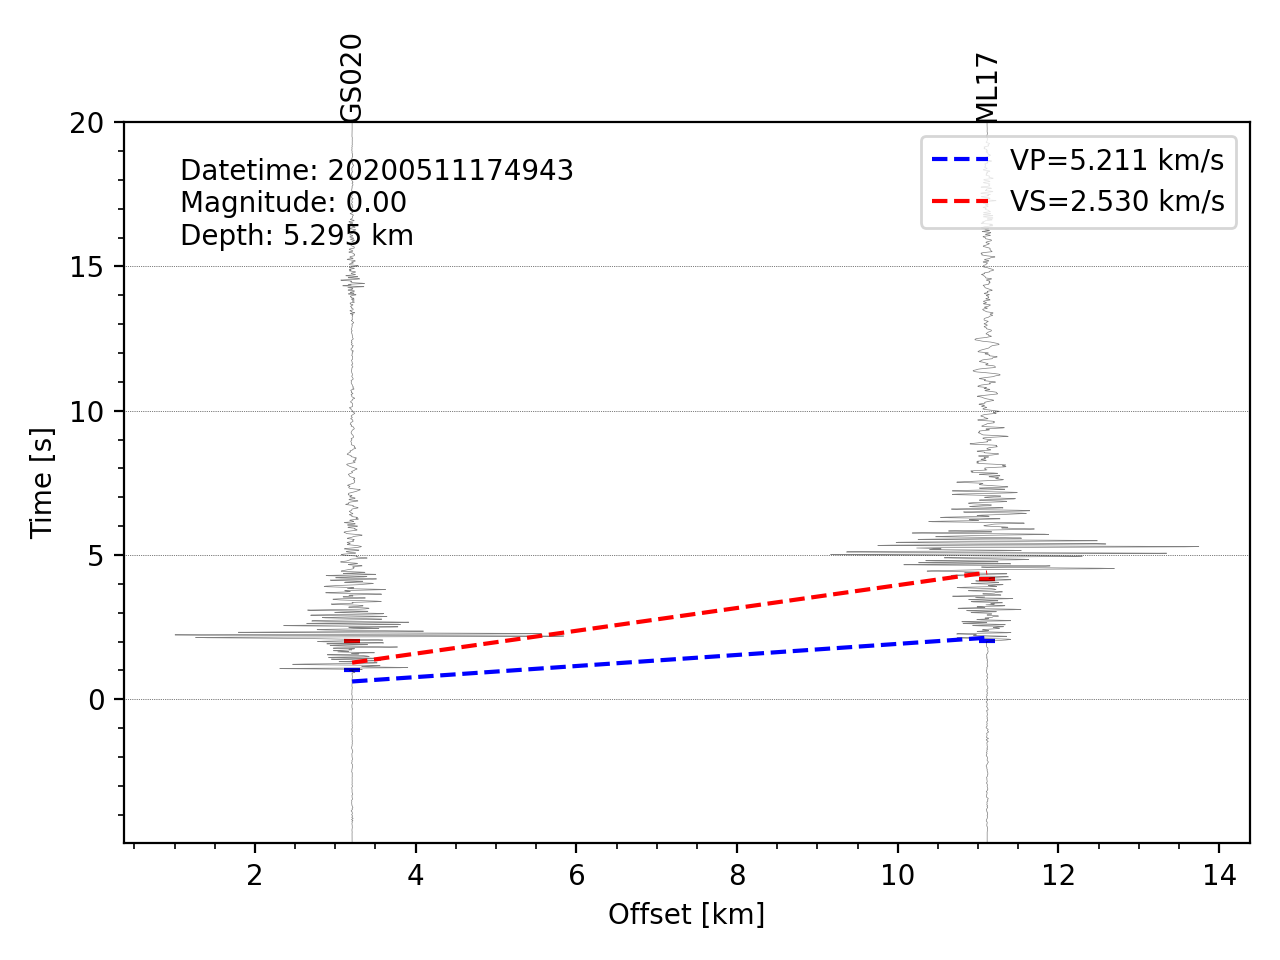 GS020
ML17
Datetime: 20200511174943
Magnitude: 0.00
Depth: 5.295 km
VP=5.211 km/s
VS=2.530 km/s
20
15
10
5
0
Time [s]
2
4
6
8
10
12
14
Offset [km]